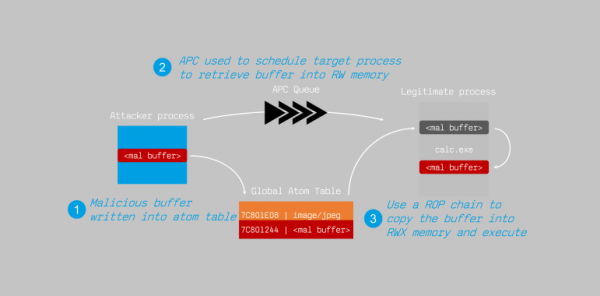 2 APC used to schedule target process
to retrieve buffer into RW memory
APC Queue
Legitimate process
Attacker process
<mal buffer>
<mal buffer>
calc.exe
<mal buffer>
Global Atom Table
1 Malicious buffer
written into atom table
7C801E08 | image/jpeg
7C801244 | <mal buffer>
3 Use a ROP chain to
copy the buffer into
RWX memory and execute